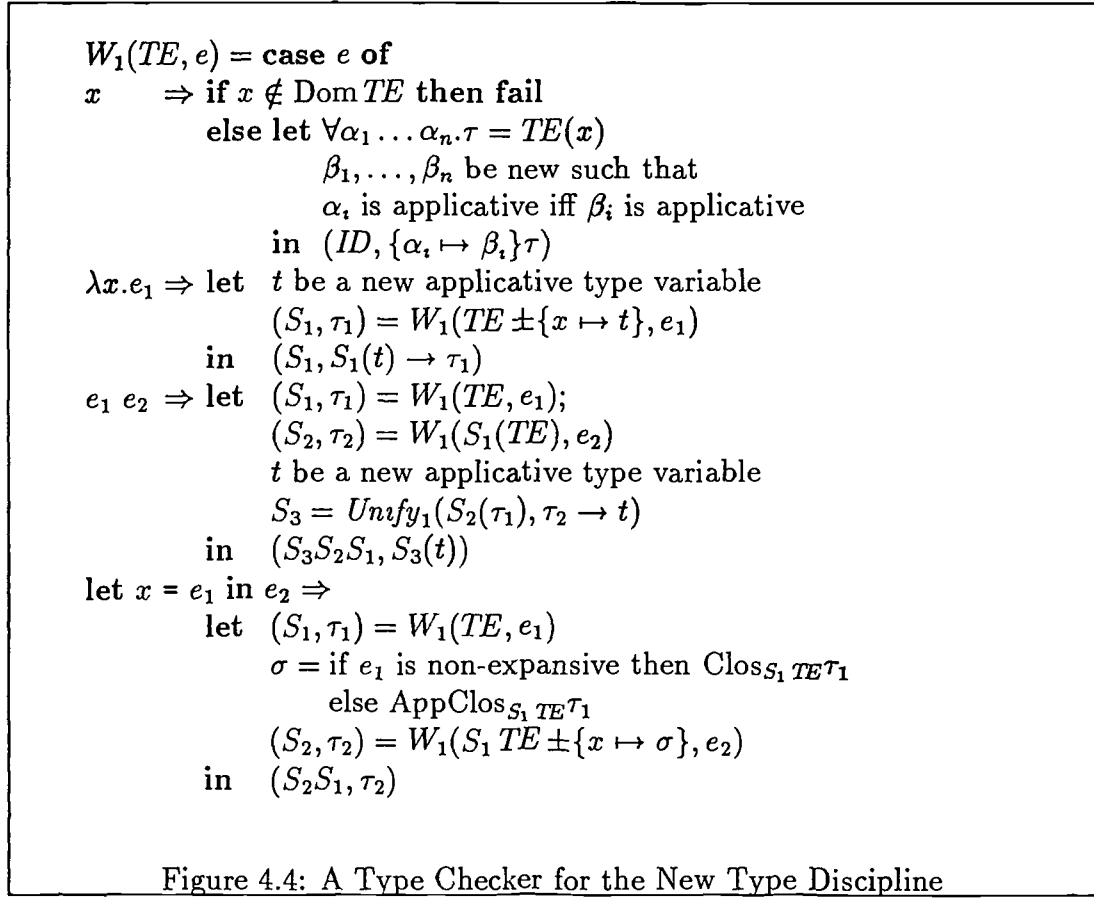 W₁(TE, e) = case e of
x ⇒ if x ∉ Dom TE then fail
else let ∀α₁ … αₙ.τ = TE(x)
β₁, …, βₙ be new such that
αᵢ is applicative iff βᵢ is applicative
in (ID, {αᵢ ↦ βᵢ}τ)
λx.e₁ ⇒ let t be a new applicative type variable
(S₁, τ₁) = W₁(TE ± {x ↦ t}, e₁)
in (S₁, S₁(t) → τ₁)
e₁ e₂ ⇒ let (S₁, τ₁) = W₁(TE, e₁);
(S₂, τ₂) = W₁(S₁(TE), e₂)
t be a new applicative type variable
S₃ = Unify₁(S₂(τ₁), τ₂ → t)
in (S₃S₂S₁, S₃(t))
let x = e₁ in e₂ ⇒
let (S₁, τ₁) = W₁(TE, e₁)
σ = if e₁ is non-expansive then Clos_{S₁ TE}τ₁
else AppClos_{S₁ TE}τ₁
(S₂, τ₂) = W₁(S₁ TE ± {x ↦ σ}, e₂)
in (S₂S₁, τ₂)
Figure 4.4: A Type Checker for the New Type Discipline